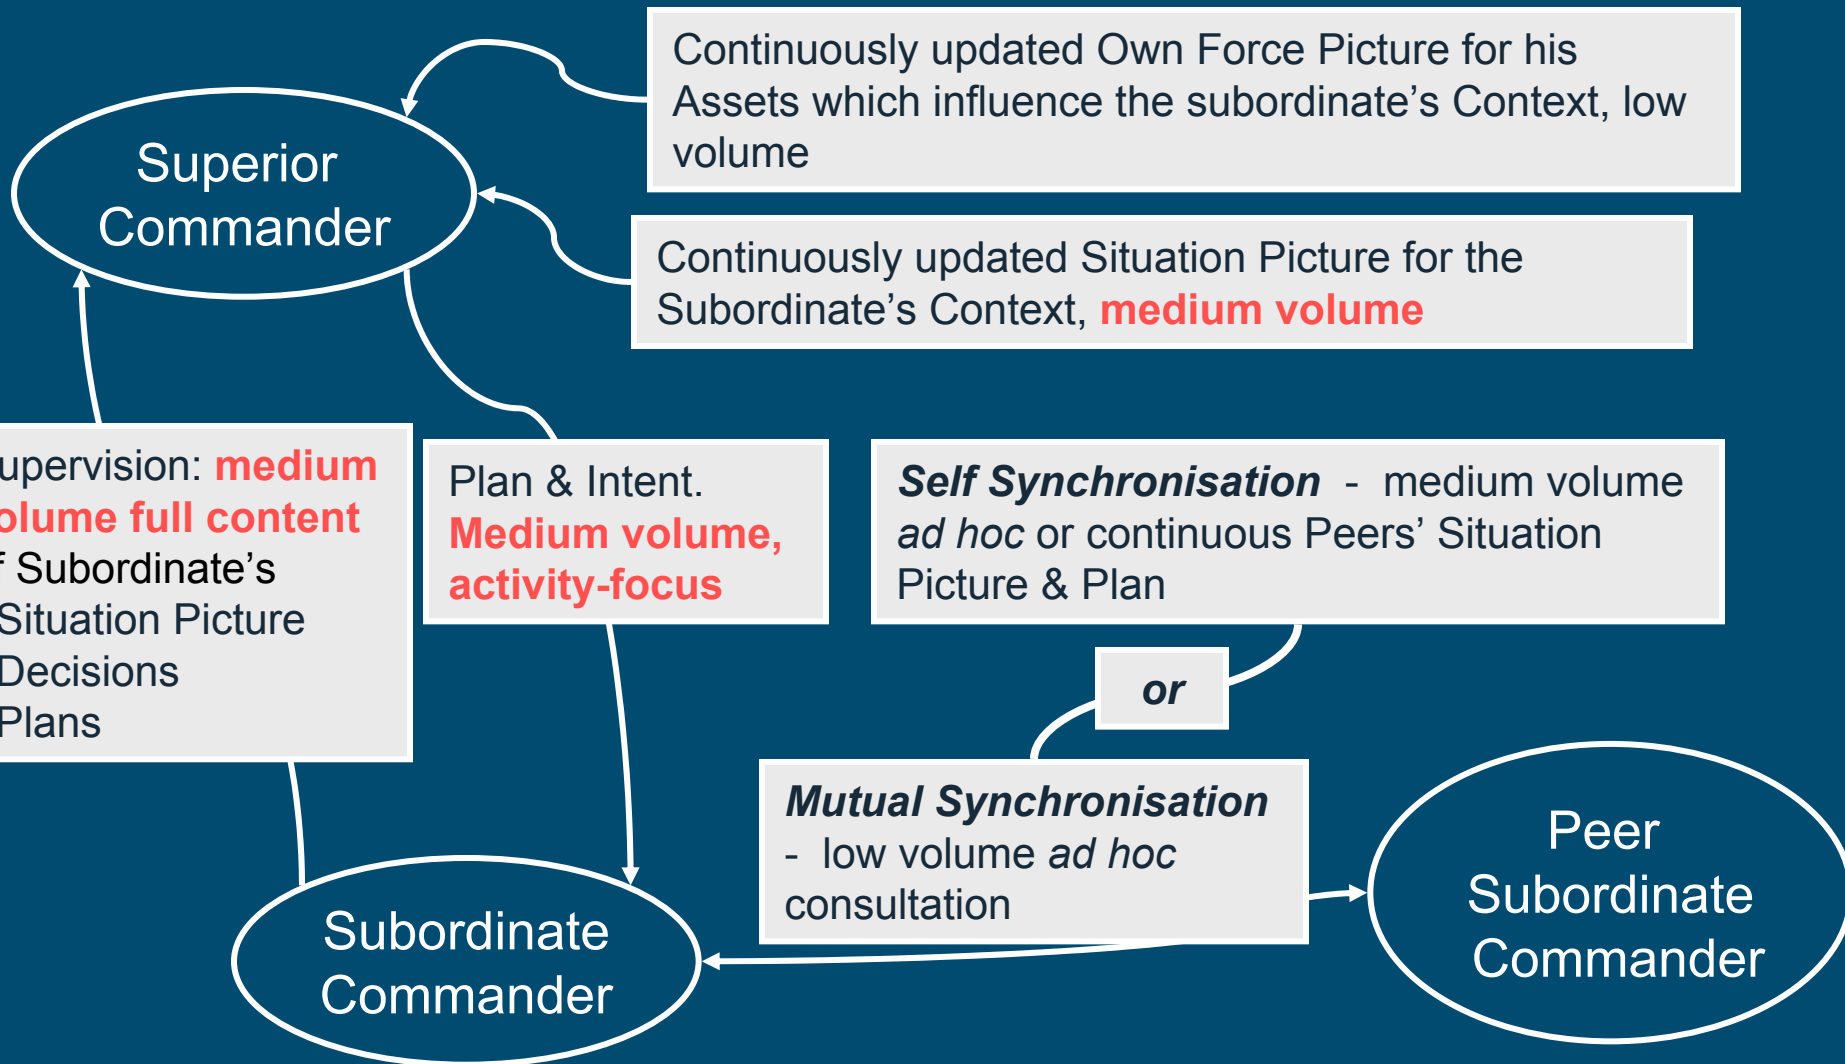 Continuously updated Own Force Picture for his
Assets which influence the subordinate’s Context, low
volume
Superior
Commander
Continuously updated Situation Picture for the
Subordinate’s Context, medium volume
upervision: medium
olume full content
f Subordinate’s
Situation Picture
Decisions
Plans
Plan & Intent.
Medium volume,
activity-focus
Self Synchronisation - medium volume
ad hoc or continuous Peers’ Situation
Picture & Plan
or
Mutual Synchronisation
- low volume ad hoc
consultation
Peer
Subordinate
Commander
Subordinate
Commander